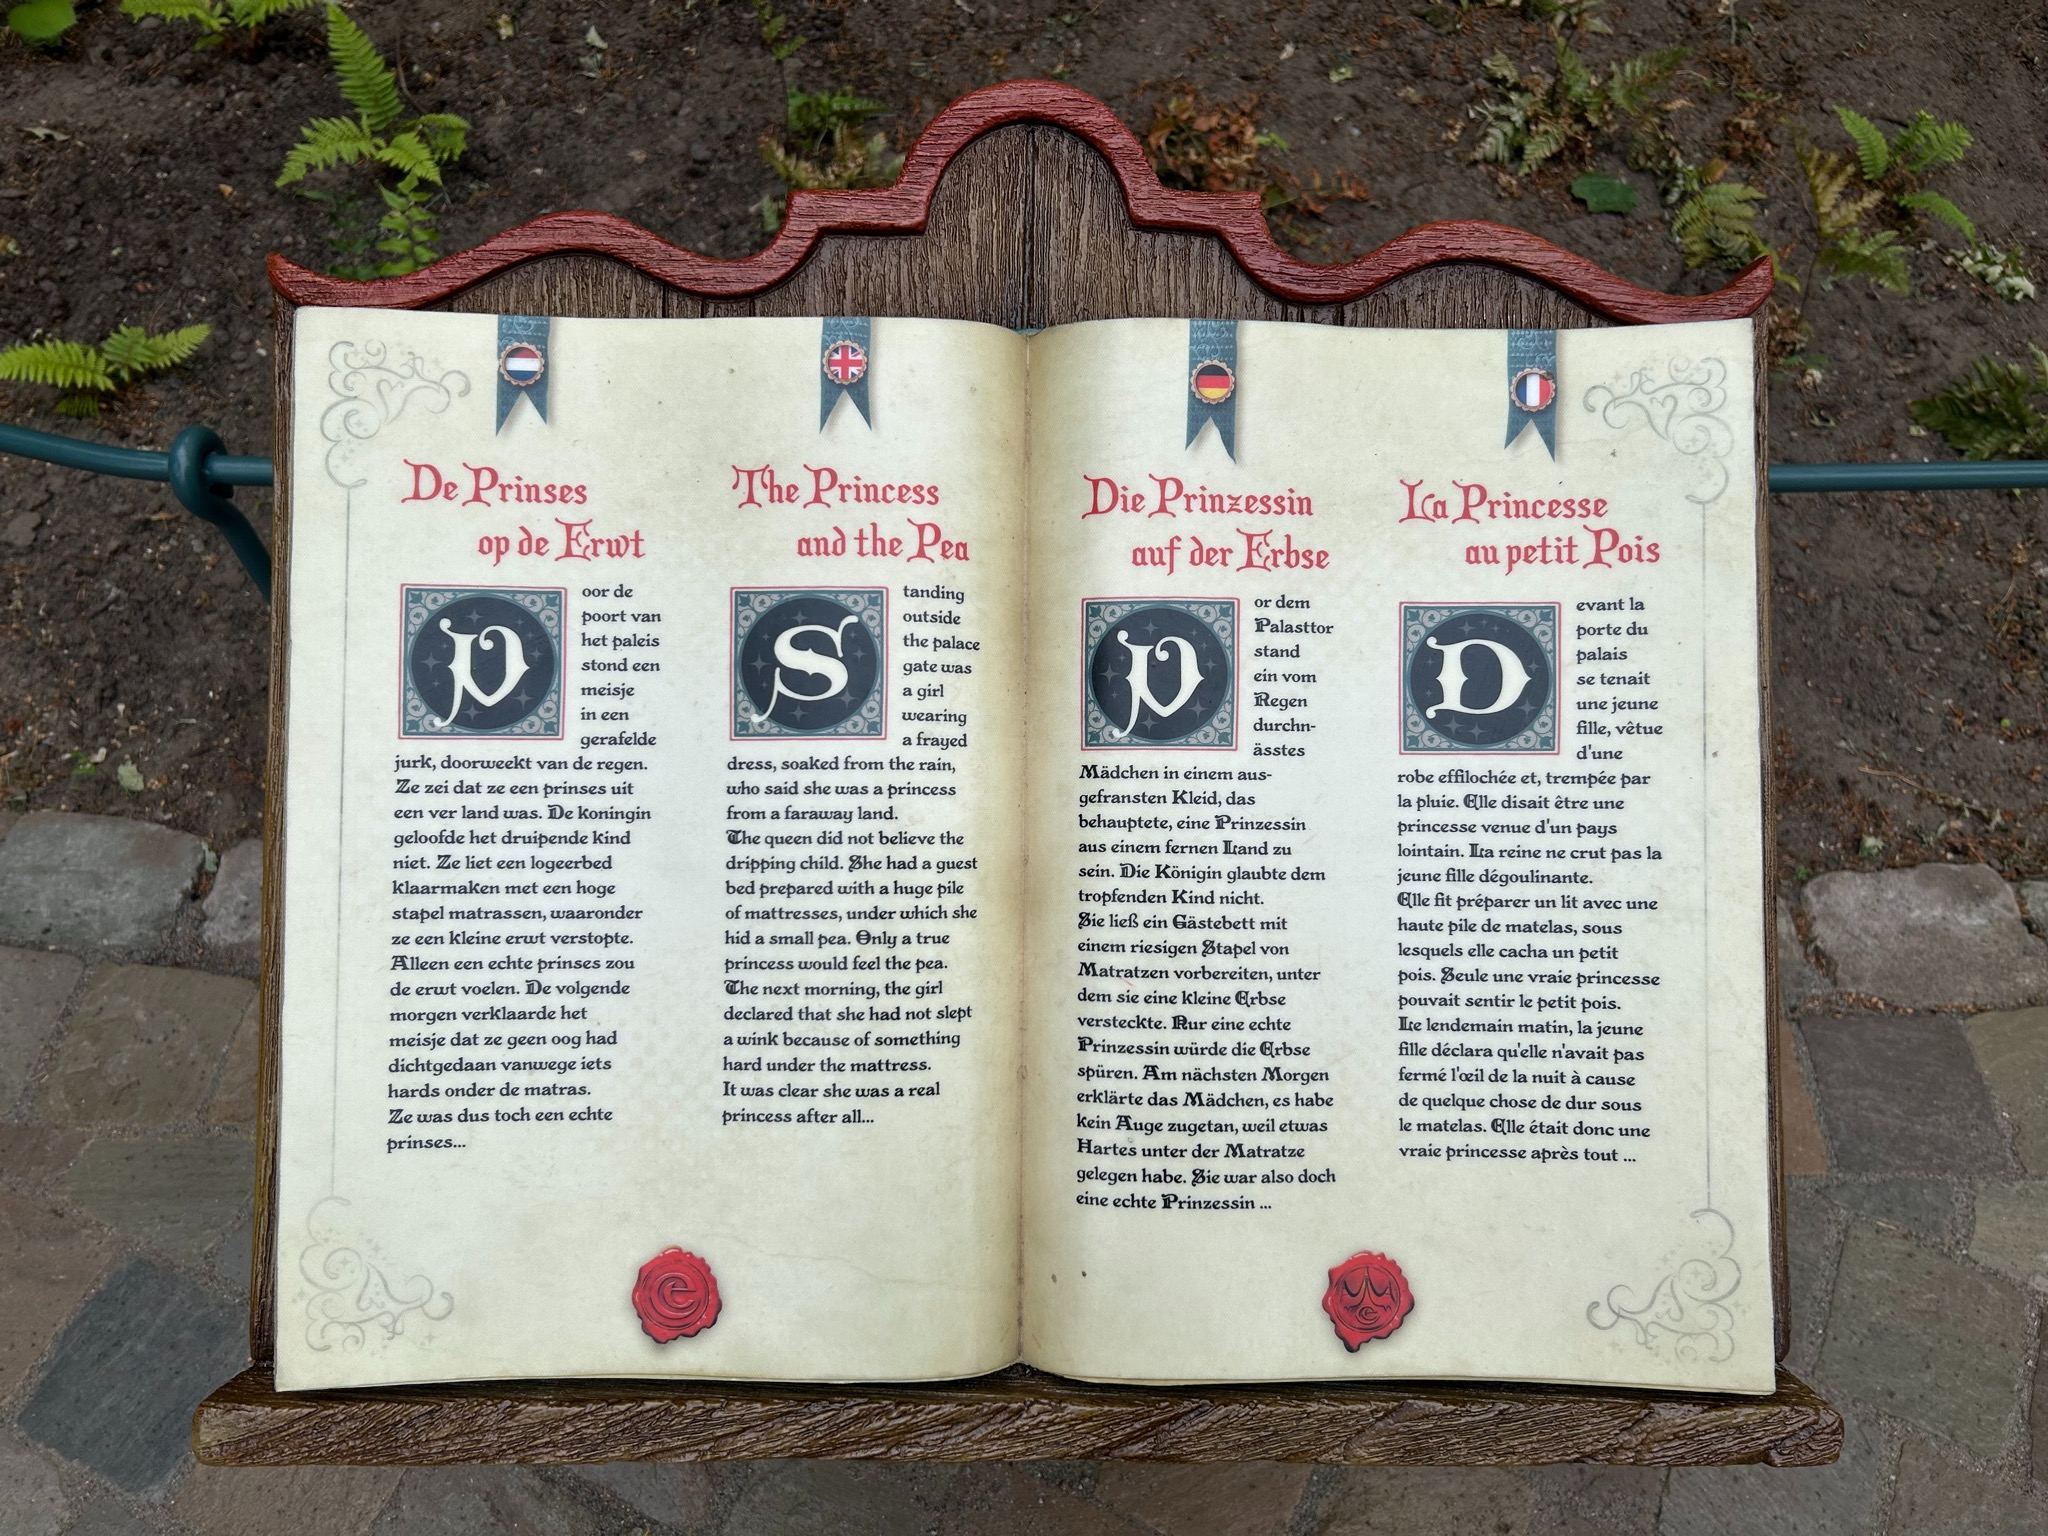 De Prinses
op de Erwt
Voor de
poort van
het paleis
stond een
meisje
in een
gerafelde
jurk, doorweekt van de regen.
Ze zei dat ze een prinses uit
een ver land was. De koningin
geloofde het druipende kind
niet. Ze liet een logeerbed
klaarmaken met een hoge
stapel matrassen, waaronder
ze een kleine erwt verstopte.
Alleen een echte prinses zou
de erwt voelen. De volgende
morgen verklaarde het
meisje dat ze geen oog had
dichtgedaan vanwege iets
hards onder de matras.
Ze was dus toch een echte
prinses...
The Princess
and the Pea
Standing
outside
the palace
gate was
a girl
wearing
a frayed
dress, soaked from the rain,
who said she was a princess
from a faraway land.
The queen did not believe the
dripping child. She had a guest
bed prepared with a huge pile
of mattresses, under which she
hid a small pea. Only a true
princess would feel the pea.
The next morning, the girl
declared that she had not slept
a wink because of something
hard under the mattress.
It was clear she was a real
princess after all...
Die Prinzessin
auf der Erbse
Vor dem
Palasttor
stand
ein vom
Regen
durchn-
ässtes
Mädchen in einem aus-
gefransten Kleid, das
behauptete, eine Prinzessin
aus einem fernen Land zu
sein. Die Königin glaubte dem
tropfenden Kind nicht.
Sie ließ ein Gästebett mit
einem riesigen Stapel von
Matratzen vorbereiten, unter
dem sie eine kleine Erbse
versteckte. Nur eine echte
Prinzessin würde die Erbse
spüren. Am nächsten Morgen
erklärte das Mädchen, es habe
kein Auge zugetan, weil etwas
Hartes unter der Matratze
gelegen habe. Sie war also doch
eine echte Prinzessin ...
La Princesse
au petit Pois
Devant la
porte du
palais
se tenait
une jeune
fille, vêtue
d'une
robe effilochée et, trempée par
la pluie. Elle disait être une
princesse venue d'un pays
lointain. La reine ne crut pas la
jeune fille dégoulinante.
Elle fit préparer un lit avec une
haute pile de matelas, sous
lesquels elle cacha un petit
pois. Seule une vraie princesse
pouvait sentir le petit pois.
Le lendemain matin, la jeune
fille déclara qu'elle n'avait pas
fermé l'œil de la nuit à cause
de quelque chose de dur sous
le matelas. Elle était donc une
vraie princesse après tout ...
e